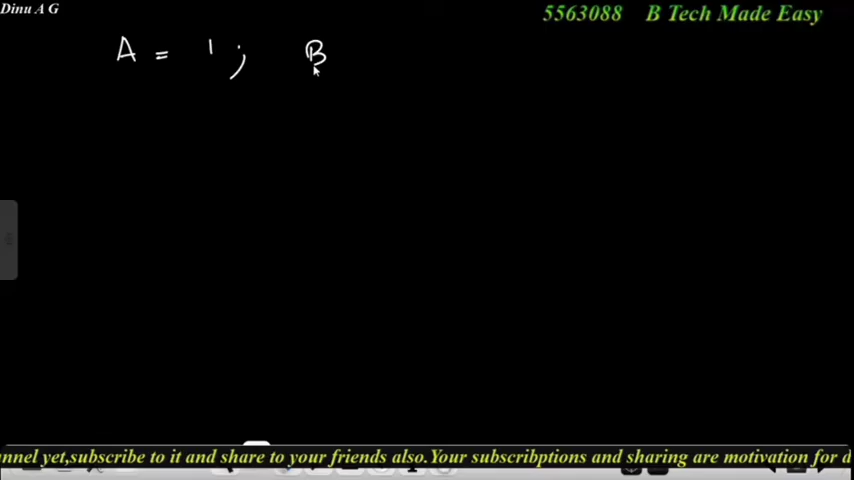 Dinu A G
5563088 B Tech Made Easy
A = 1 ; B
nnel yet,subscribe to it and share to your friends also.Your subscribptions and sharing are motivation for d